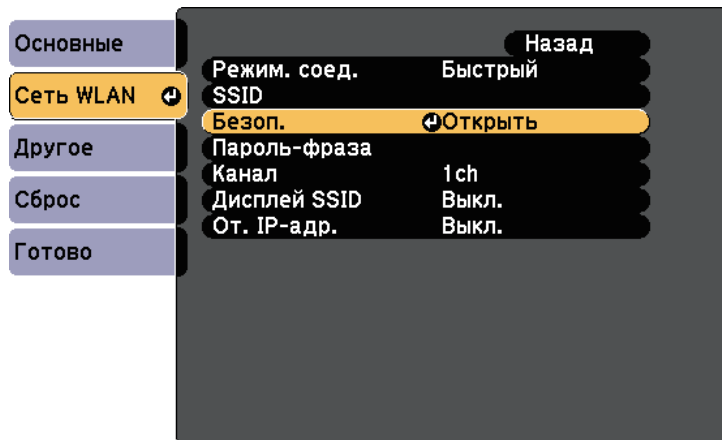 Основные
Сеть WLAN
Другое
Сброс
Готово
Назад
Режим. соед. Быстрый
SSID
Безоп. Открыть
Пароль-фраза
Канал 1ch
Дисплей SSID Выкл.
От. IP-адр. Выкл.